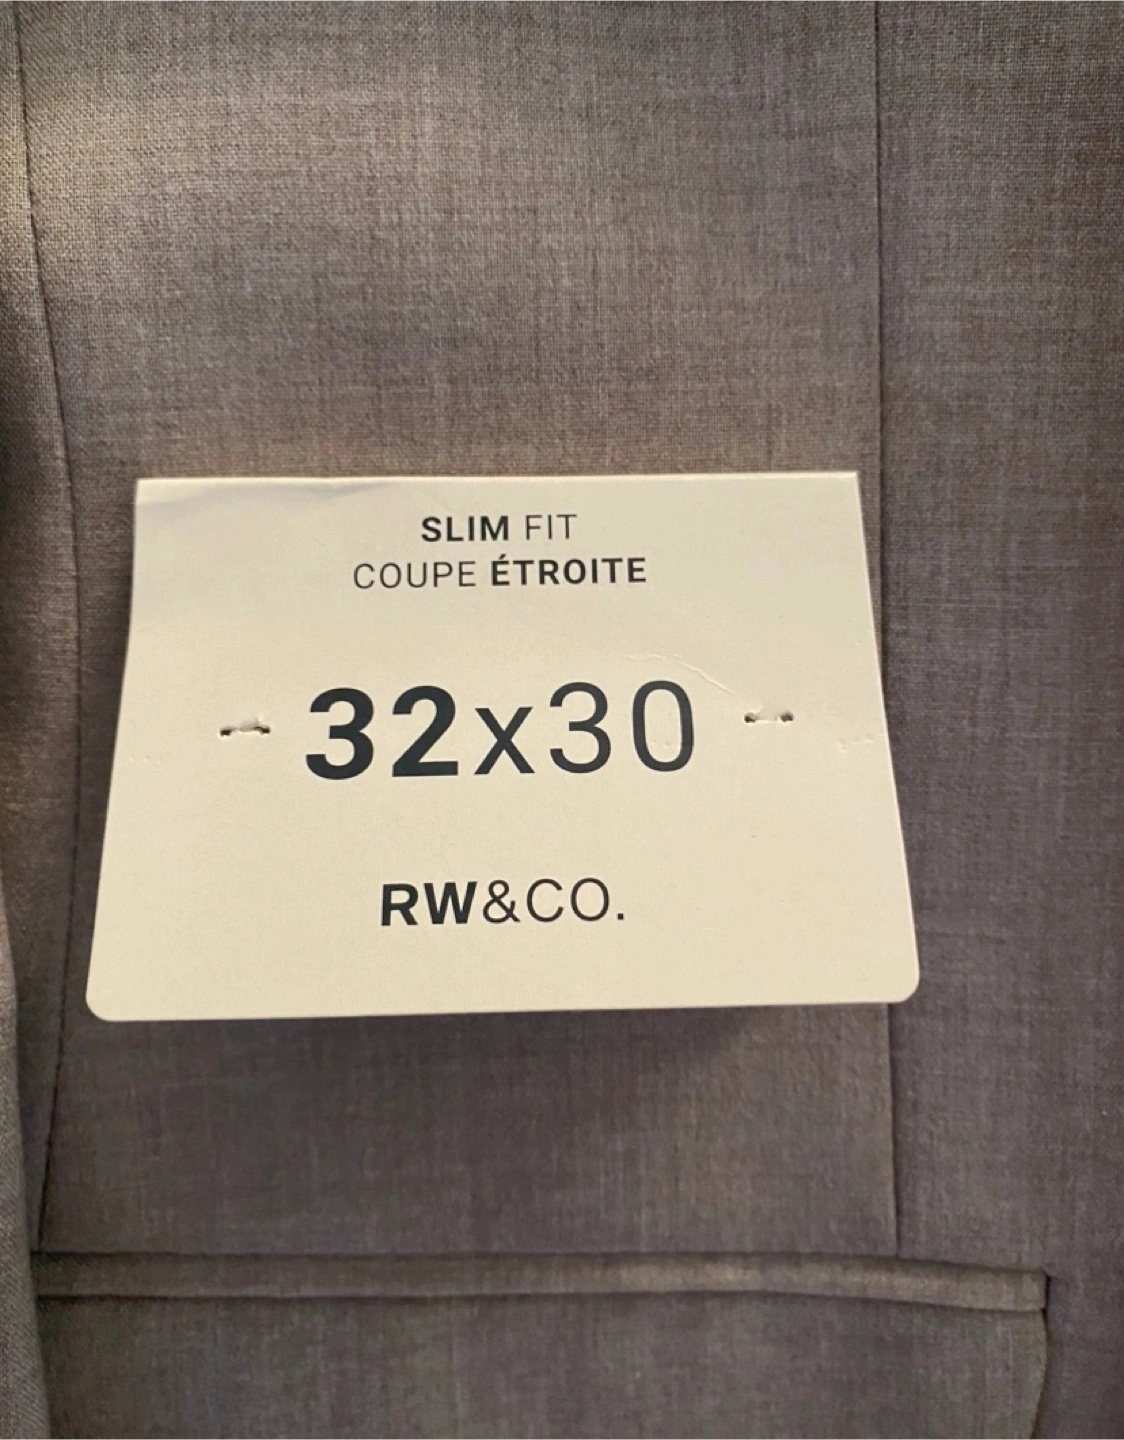 SLIM FIT
COUPE ÉTROITE
32x30
RW&CO.